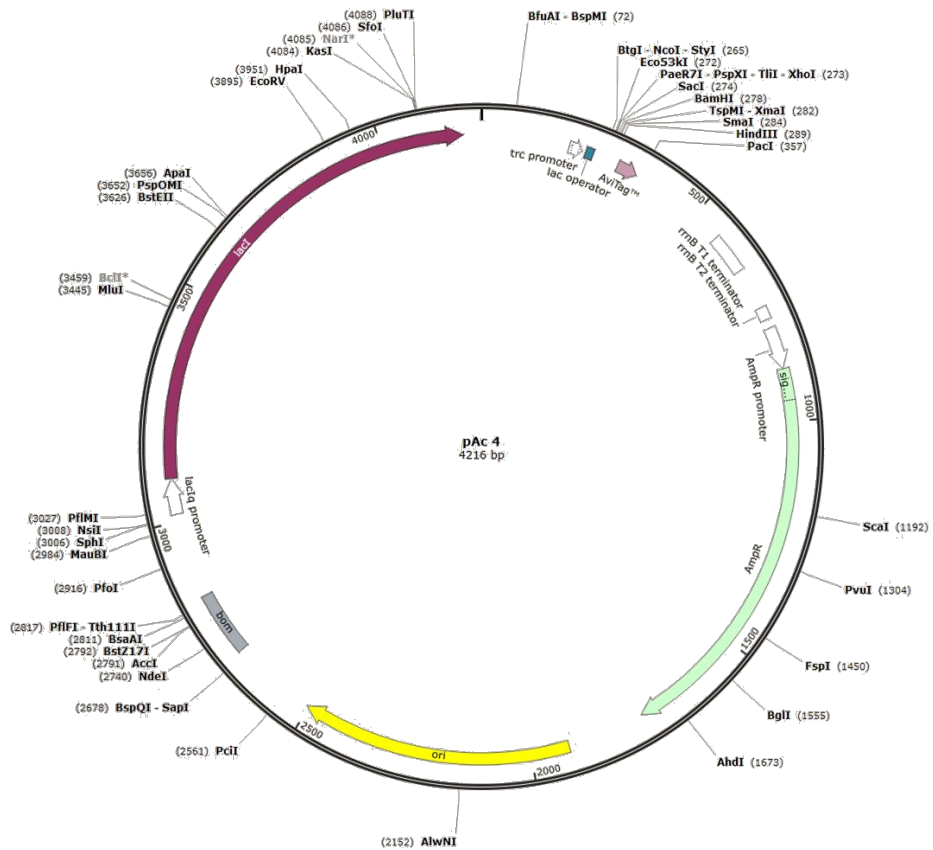 (4088) PluTI
(4086) SfoI
(4085) NarI*
(4084) KasI
(3951) HpaI
(3895) EcoRV
BfuAI - BspMI (72)
BtgI - NcoI - StyI (265)
Eco53kI (272)
PaeR7I - PspXI - TliI - XhoI (273)
SacI (274)
BamHI (278)
TspMI - XmaI (282)
SmaI (284)
HindIII (289)
PacI (357)
4000
trc promoter
lac operator
AviTag™
500
(3656) ApaI
(3652) PspOMI
(3626) BstEII
lacI
rrnB T1 terminator
rrnB T2 terminator
(3459) BclI*
(3445) MluI
3500
AmpR promoter
sig...
1000
pAc 4
4216 bp
lacIq promoter
(3027) PflMI
(3008) NsiI
(3006) SphI
(2984) MauBI
3000
(2916) PfoI
ScaI (1192)
AmpR
PvuI (1304)
bom
(2817) PflFI - Tth111I
(2811) BsaAI
(2792) BstZ17I
(2791) AccI
(2740) NdeI
(2678) BspQI - SapI
1500
FspI (1450)
BglI (1555)
(2561) PciI
2500
ori
2000
AhdI (1673)
(2152) AlwNI